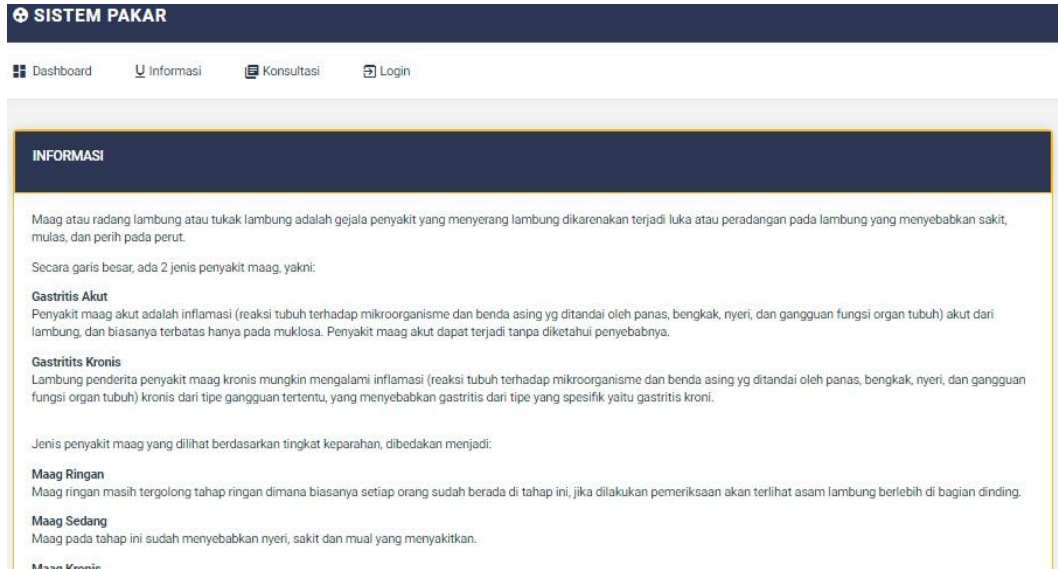 SISTEM PAKAR
Dashboard
Informasi
Konsultasi
Login
INFORMASI
Maag atau radang lambung atau tukak lambung adalah gejala penyakit yang menyerang lambung dikarenakan terjadi luka atau peradangan pada lambung yang menyebabkan sakit,
mulas, dan perih pada perut.
Secara garis besar, ada 2 jenis penyakit maag, yakni:
Gastritis Akut
Penyakit maag akut adalah inflamasi (reaksi tubuh terhadap mikroorganisme dan benda asing yg ditandai oleh panas, bengkak, nyeri, dan gangguan fungsi organ tubuh) akut dari
lambung, dan biasanya terbatas hanya pada muklosa. Penyakit maag akut dapat terjadi tanpa diketahui penyebabnya.
Gastritits Kronis
Lambung penderita penyakit maag kronis mungkin mengalami inflamasi (reaksi tubuh terhadap mikroorganisme dan benda asing yg ditandai oleh panas, bengkak, nyeri, dan gangguan
fungsi organ tubuh) kronis dari tipe gangguan tertentu, yang menyebabkan gastritis dari tipe yang spesifik yaitu gastritis kroni.
Jenis penyakit maag yang dilihat berdasarkan tingkat keparahan, dibedakan menjadi:
Maag Ringan
Maag ringan masih tergolong tahap ringan dimana biasanya setiap orang sudah berada di tahap ini, jika dilakukan pemeriksaan akan terlihat asam lambung berlebih di bagian dinding.
Maag Sedang
Maag pada tahap ini sudah menyebabkan nyeri, sakit dan mual yang menyakitkan.
Maag Kronis